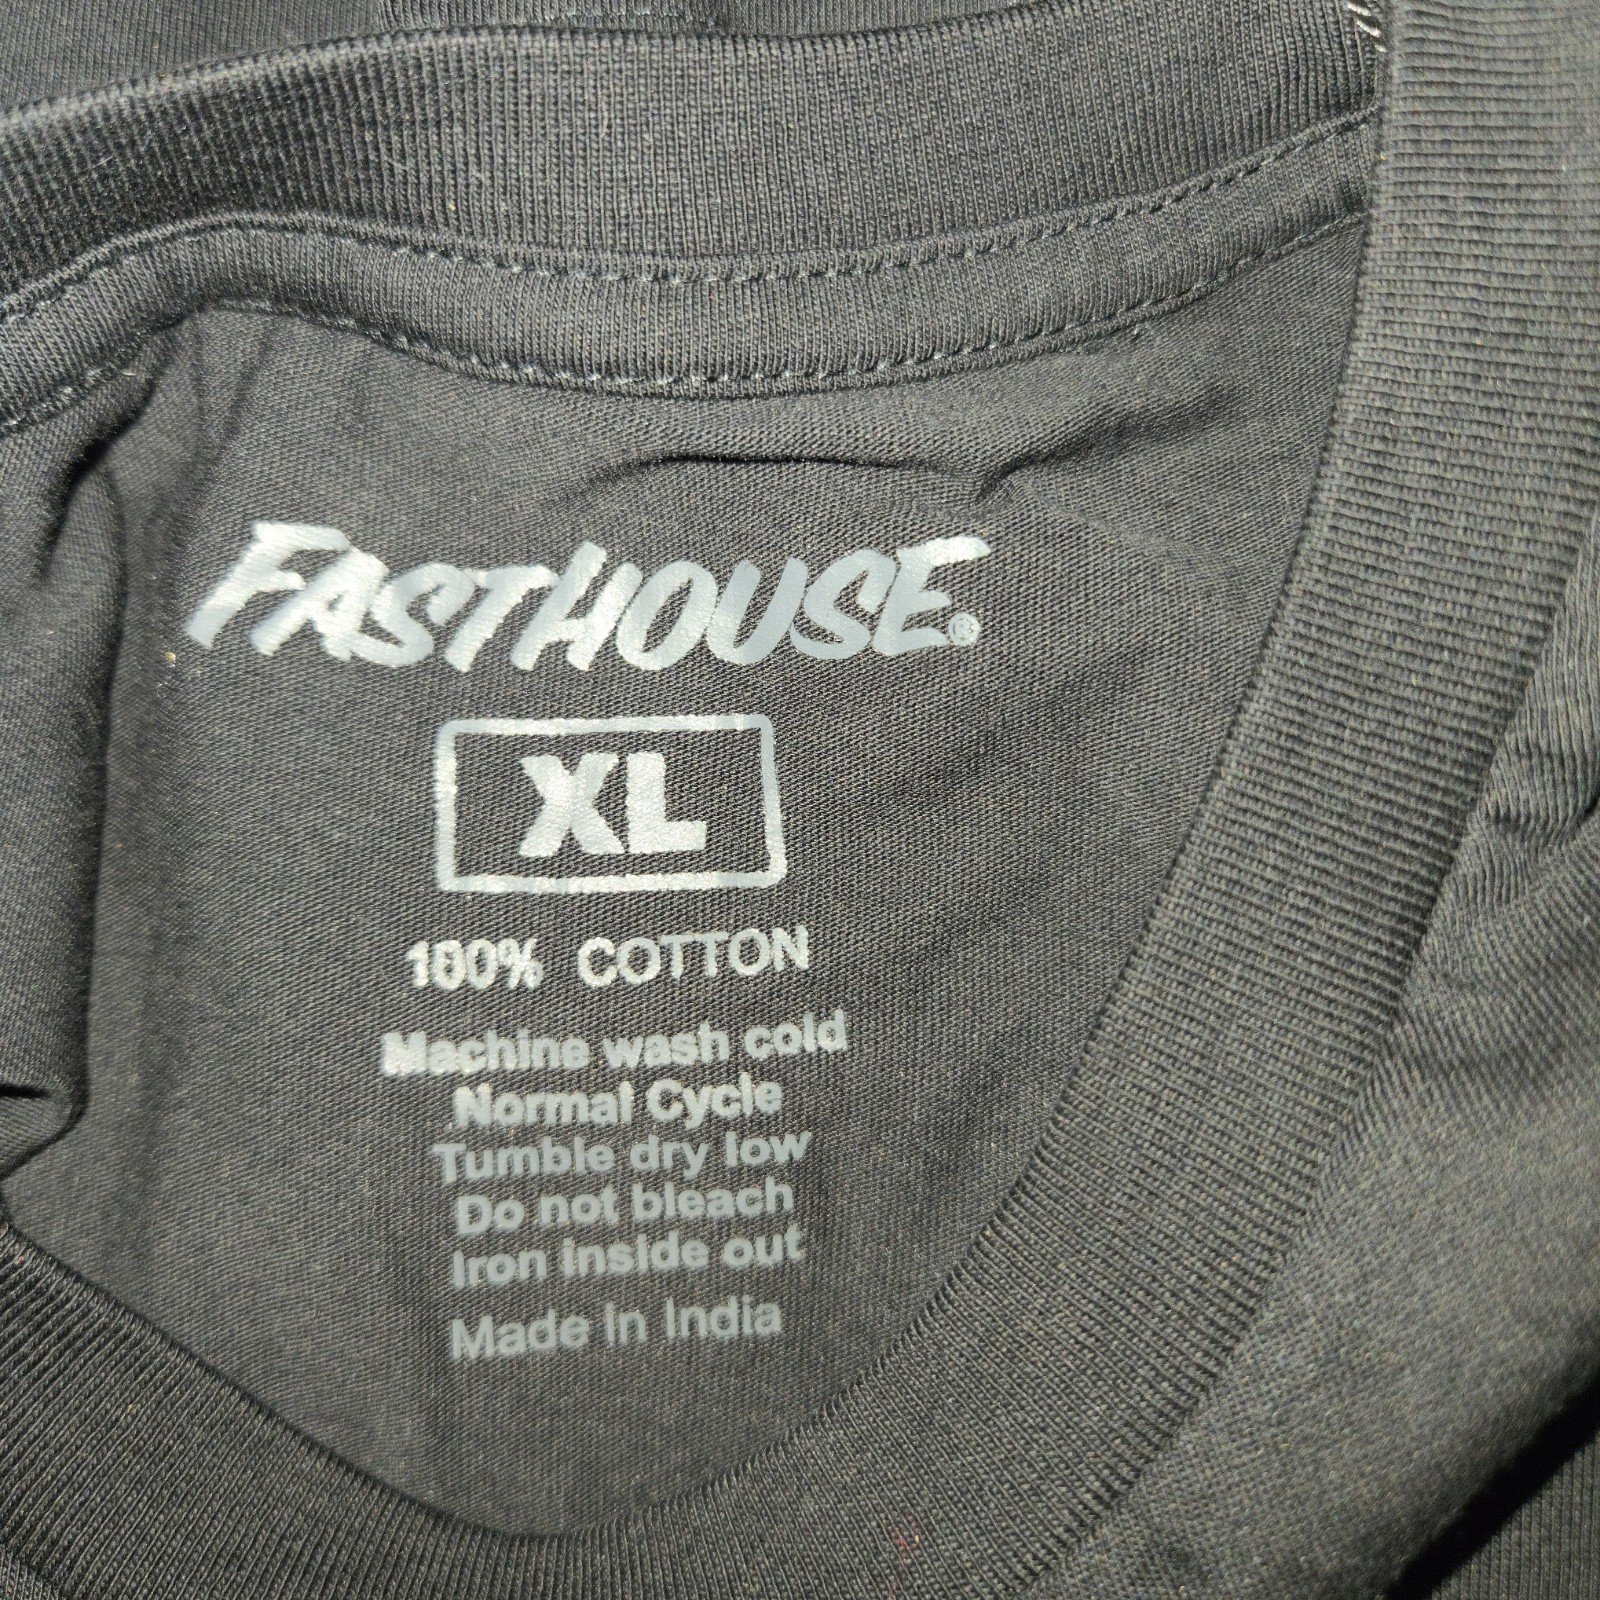 FASTHOUSE®
XL
100% COTTON
Machine wash cold
Normal Cycle
Tumble dry low
Do not bleach
Iron inside out
Made in India